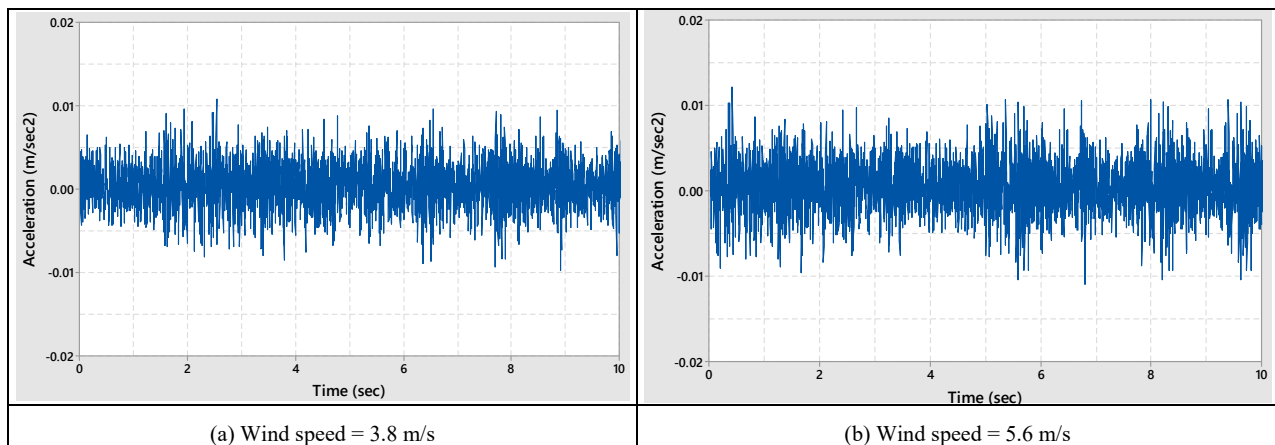 0.02
0.01
0.00
-0.01
-0.02
Acceleration (m/sec2)
0 2 4 6 8 10
Time (sec)
(a) Wind speed = 3.8 m/s
0.02
0.01
0.00
-0.01
-0.02
Acceleration (m/sec2)
0 2 4 6 8 10
Time (sec)
(b) Wind speed = 5.6 m/s